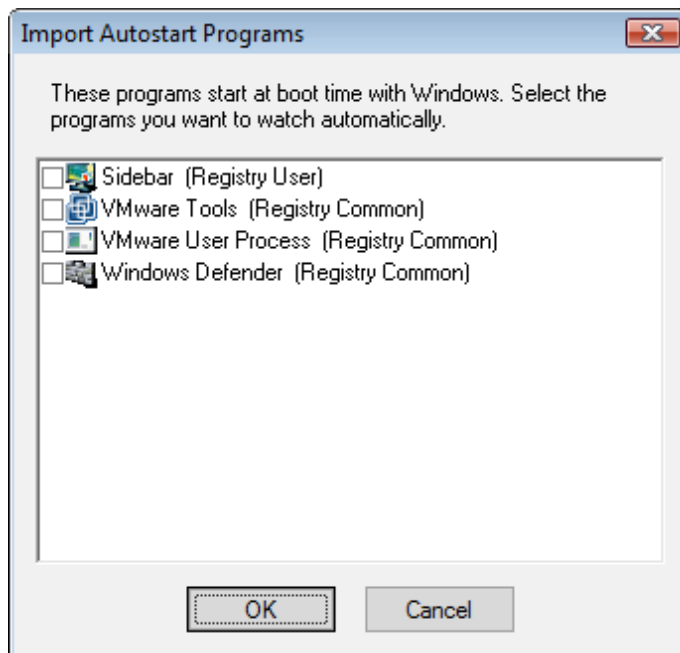 Import Autostart Programs
These programs start at boot time with Windows. Select the
programs you want to watch automatically.
Sidebar (Registry User)
VMware Tools (Registry Common)
VMware User Process (Registry Common)
Windows Defender (Registry Common)
OK Cancel